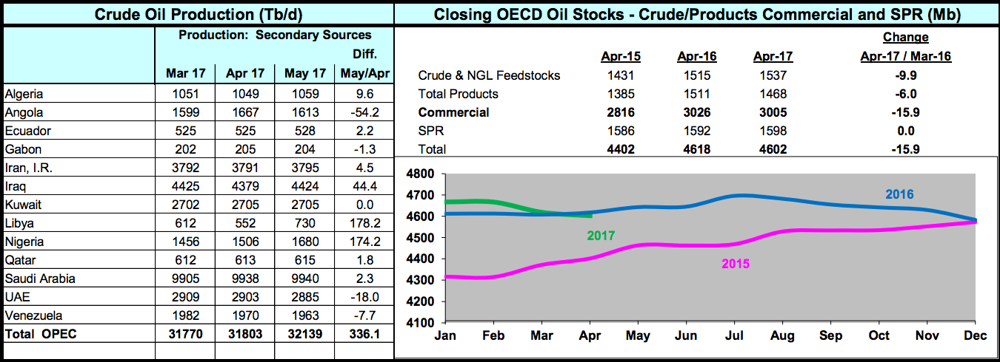 Crude Oil Production (Tb/d)
Production: Secondary Sources
Diff.
Mar 17 Apr 17 May 17 May/Apr
Algeria 1051 1049 1059 9.6
Angola 1599 1667 1613 -54.2
Ecuador 525 525 528 2.2
Gabon 202 205 204 -1.3
Iran, I.R. 3792 3791 3795 4.5
Iraq 4425 4379 4424 44.4
Kuwait 2702 2705 2705 0.0
Libya 612 552 730 178.2
Nigeria 1456 1506 1680 174.2
Qatar 612 613 615 1.8
Saudi Arabia 9905 9938 9940 2.3
UAE 2909 2903 2885 -18.0
Venezuela 1982 1970 1963 -7.7
Total OPEC 31770 31803 32139 336.1
Closing OECD Oil Stocks - Crude/Products Commercial and SPR (Mb)
Change
Apr-15 Apr-16 Apr-17 Apr-17 / Mar-16
Crude & NGL Feedstocks 1431 1515 1537 -9.9
Total Products 1385 1511 1468 -6.0
Commercial 2816 3026 3005 -15.9
SPR 1586 1592 1598 0.0
Total 4402 4618 4602 -15.9
4800
4700
4600
4500
4400
4300
4200
4100
2016
2017
2015
Jan Feb Mar Apr May Jun Jul Aug Sep Oct Nov Dec